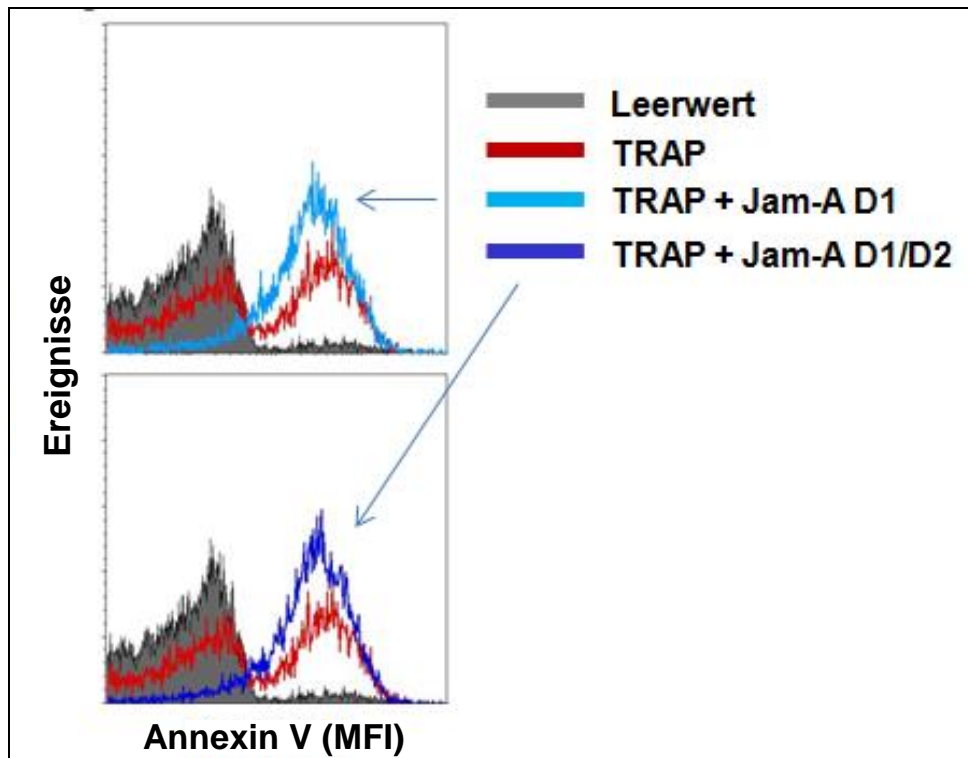 Leerwert
TRAP
TRAP + Jam-A D1
TRAP + Jam-A D1/D2
Ereignisse
Annexin V (MFI)